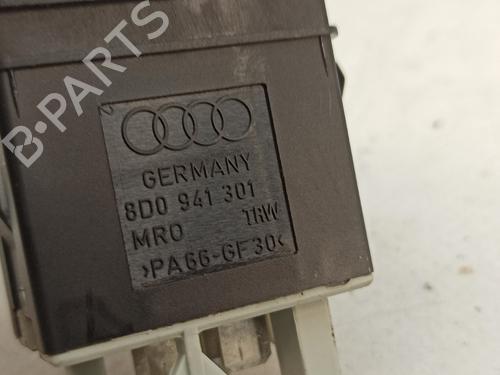 GERMANY
8D0 941 301
MRO TRW
>PA66-GF30<
B-PARTS